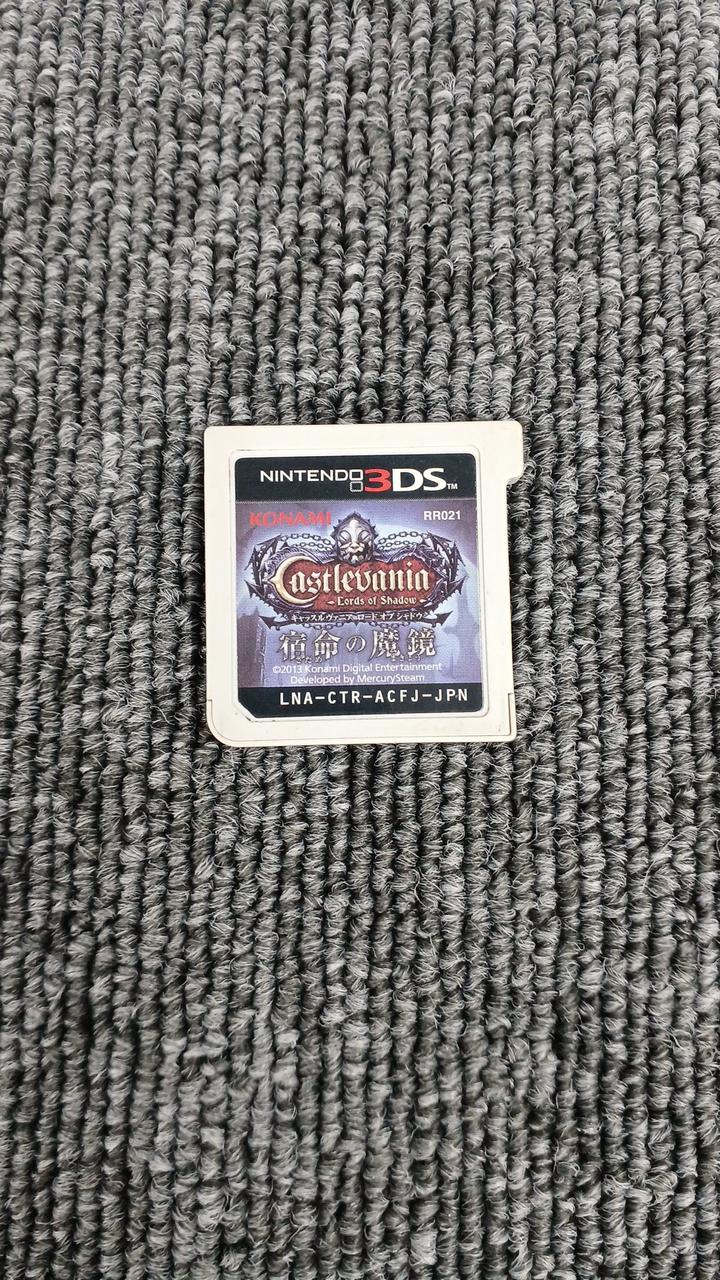 NINTENDO 3DS™
KONAMI
RR021
Castlevania
-Lords of Shadow-
キャッスルヴァニア ロード オブ シャドウ
宿命の魔鏡
©2013 Konami Digital Entertainment
Developed by MercurySteam
LNA-CTR-ACFJ-JPN